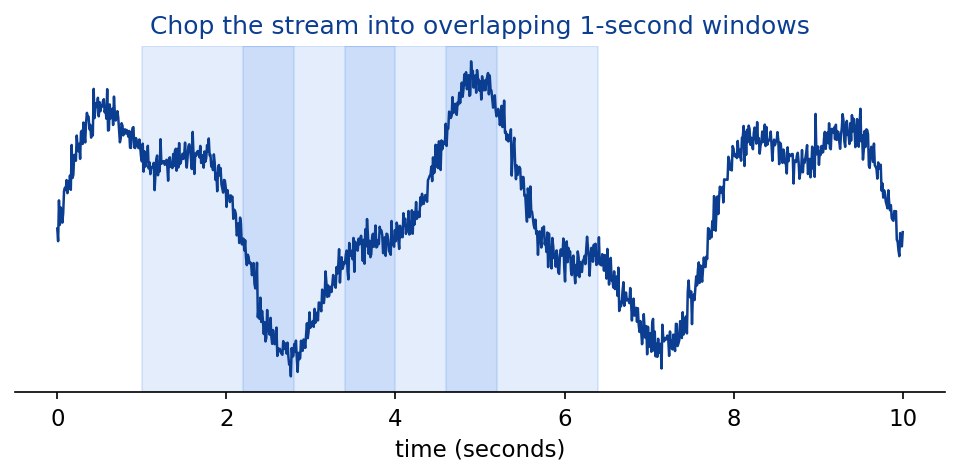 Chop the stream into overlapping 1-second windows
0 2 4 6 8 10
time (seconds)